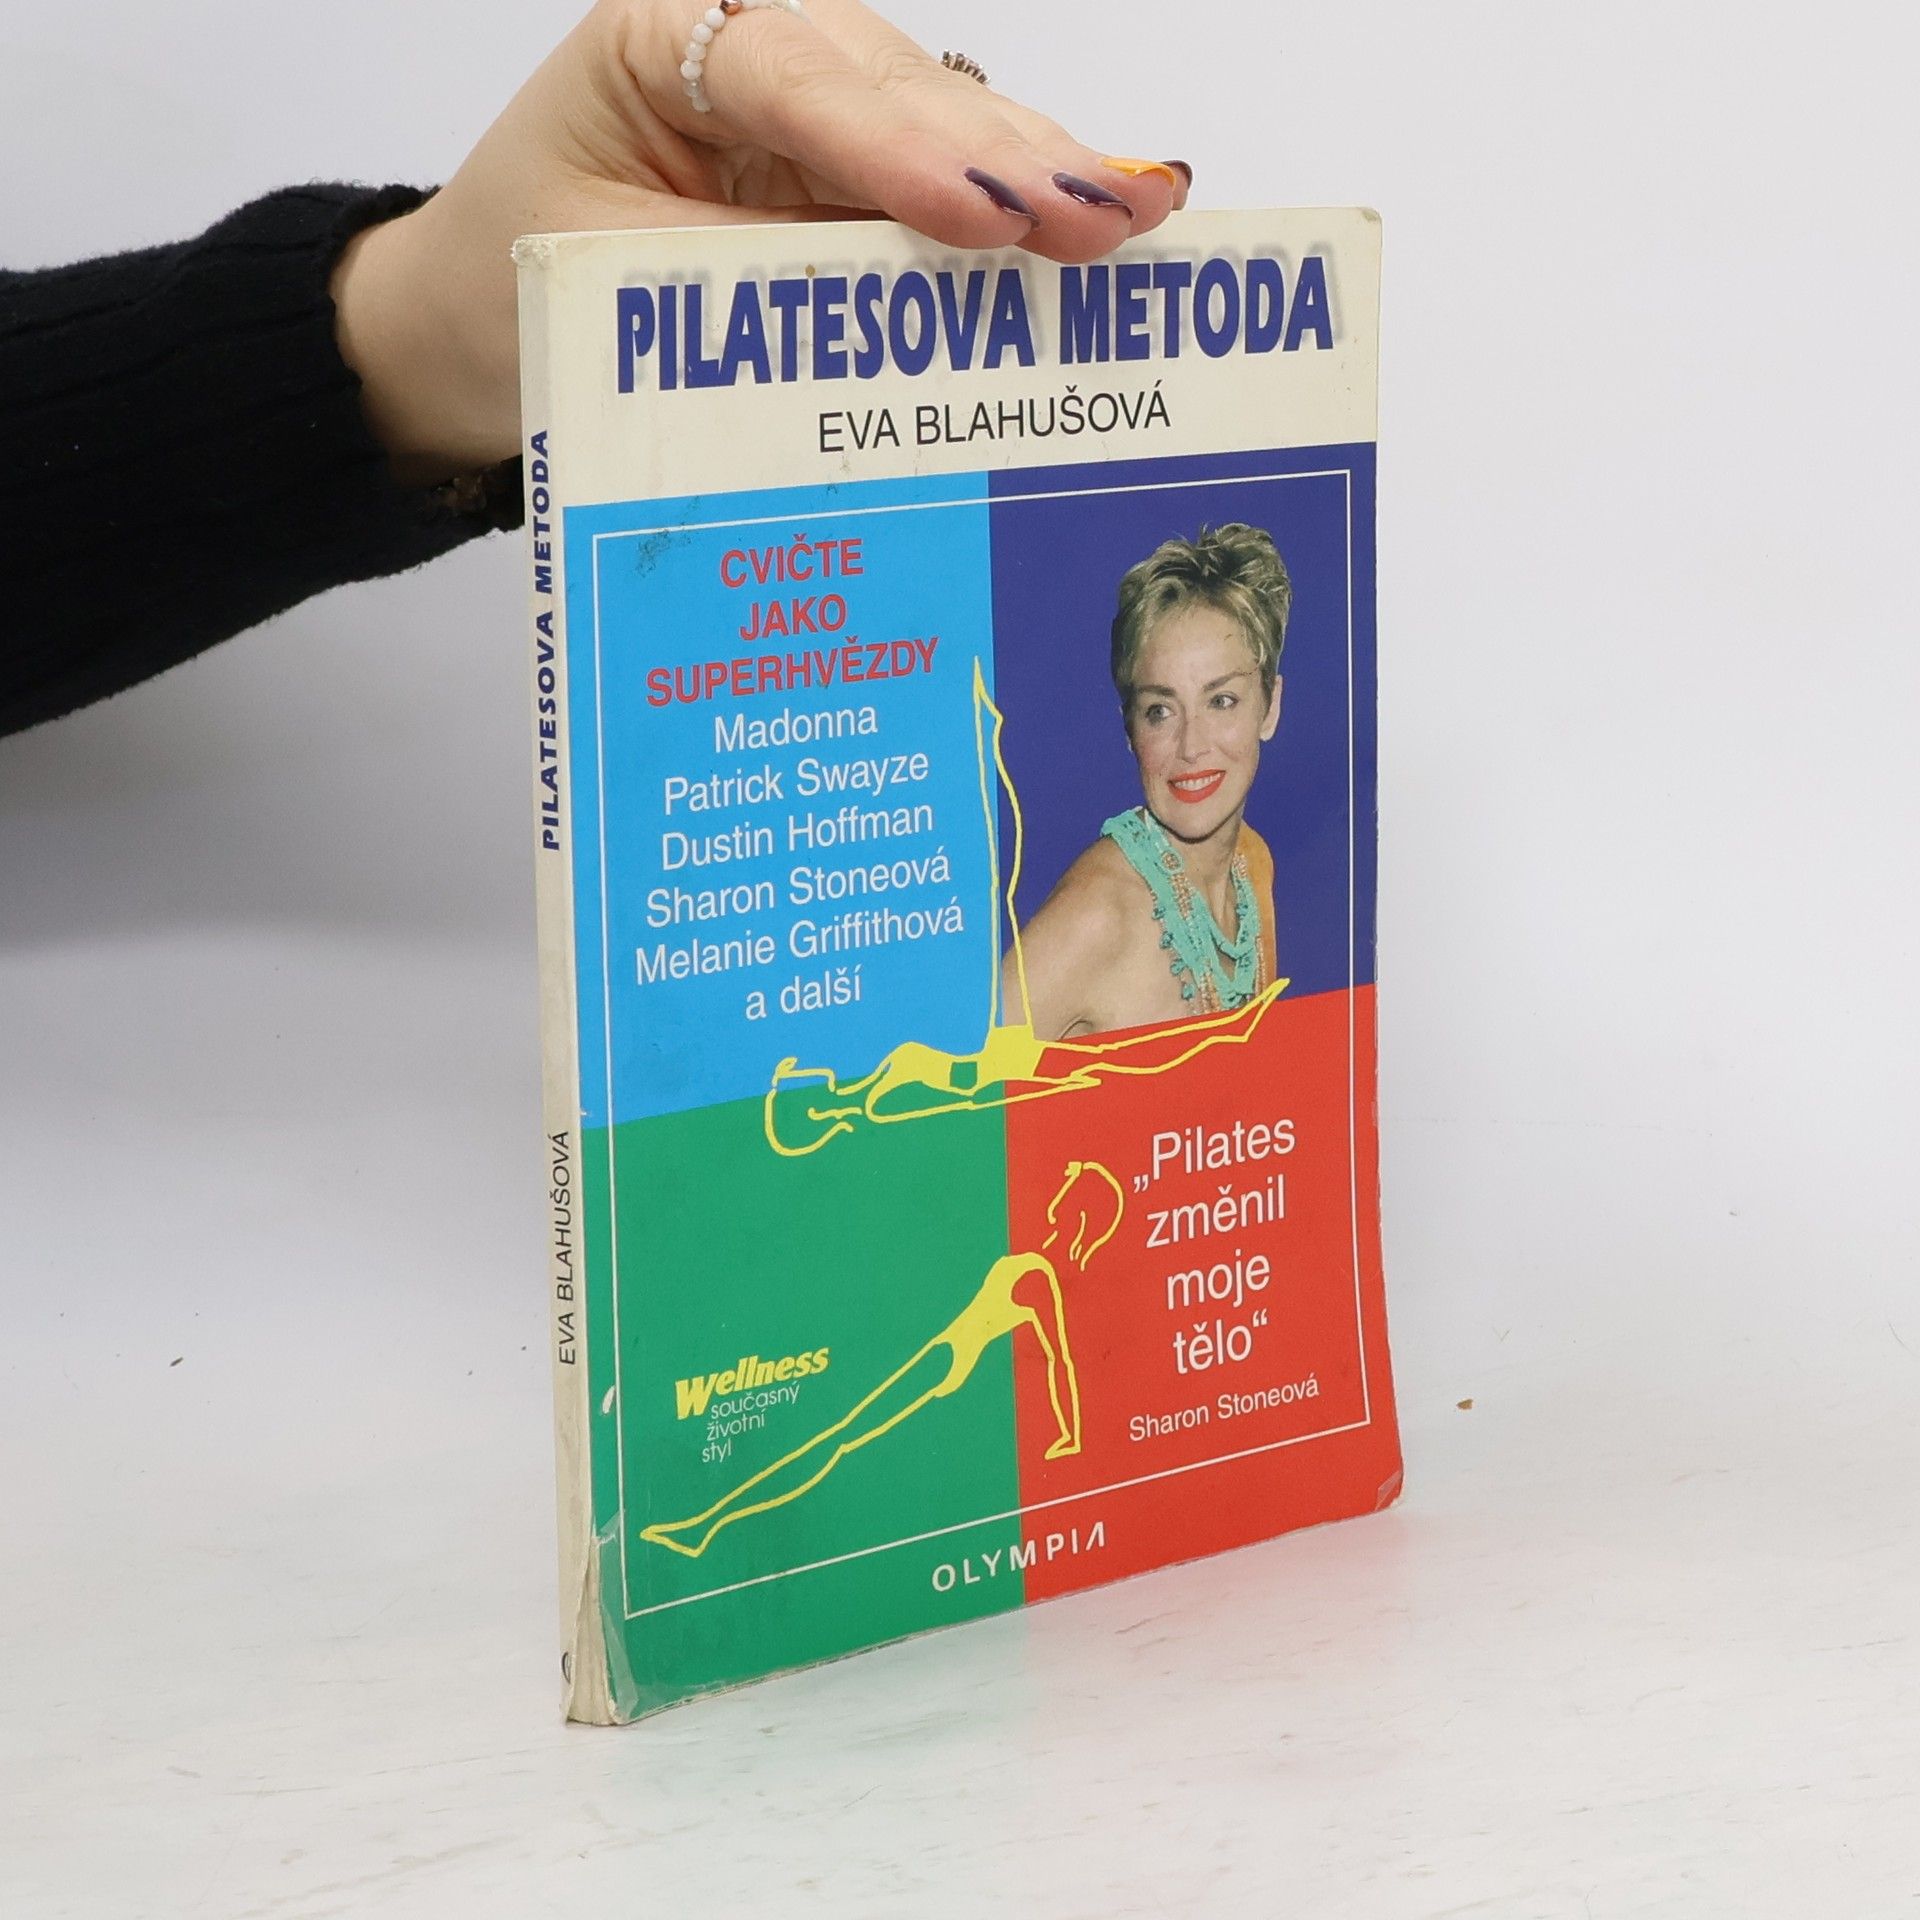 PILATESOVA METODA
EVA BLAHUŠOVÁ
CVIČTE
JAKO
SUPERHVĚZDY
Madonna
Patrick Swayze
Dustin Hoffman
Sharon Stoneová
Melanie Griffithová
a další
„Pilates
změnil
moje
tělo“
Sharon Stoneová
Wellness
současný
životní
styl
OLYMPIA
PILATESOVA METODA
EVA BLAHUŠOVÁ